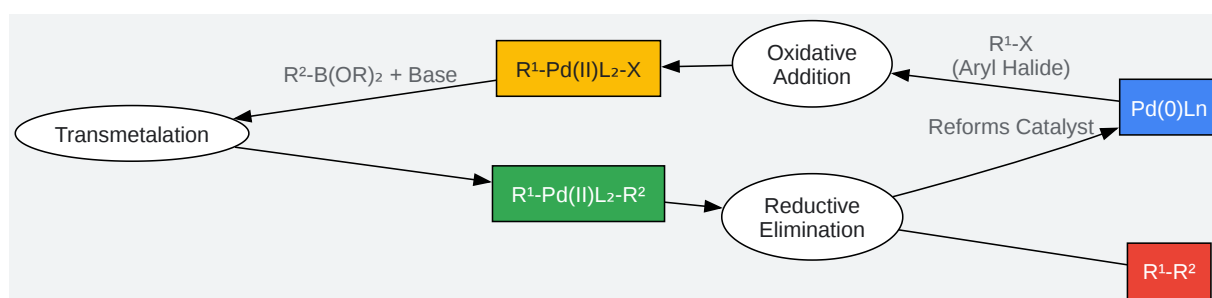 Oxidative
Addition
R¹-X
(Aryl Halide)
R¹-Pd(II)L₂-X
R²-B(OR)₂ + Base
Pd(0)Ln
Reforms Catalyst
Transmetalation
R¹-Pd(II)L₂-R²
Reductive
Elimination
R¹-R²